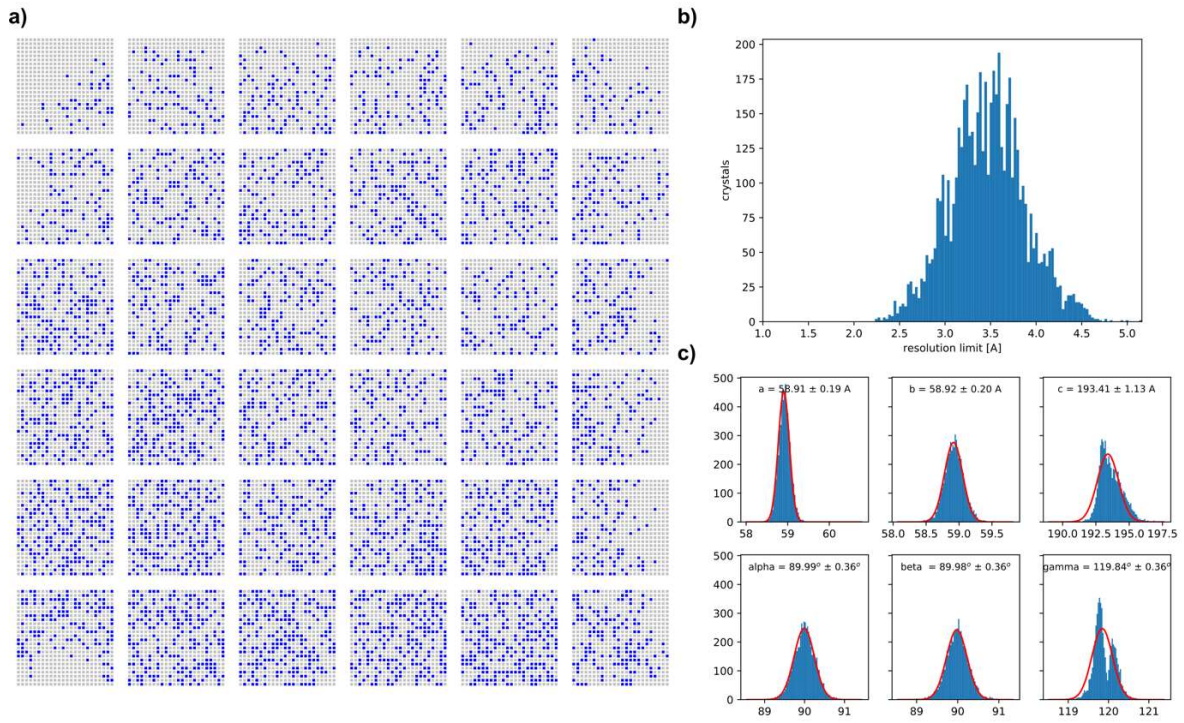 a)
b)
200
175
150
125
100
75
50
25
0
crystals
1.0 1.5 2.0 2.5 3.0 3.5 4.0 4.5 5.0
resolution limit [A]
c)
500
400
300
200
100
0
a = 58.91 ± 0.19 A
58 59 60
b = 58.92 ± 0.20 A
58.0 58.5 59.0 59.5
c = 193.41 ± 1.13 A
190.0 192.5 195.0 197.5
500
400
300
200
100
0
alpha = 89.99° ± 0.36°
89 90 91
beta = 89.98° ± 0.36°
89 90 91
gamma = 119.84° ± 0.36°
119 120 121